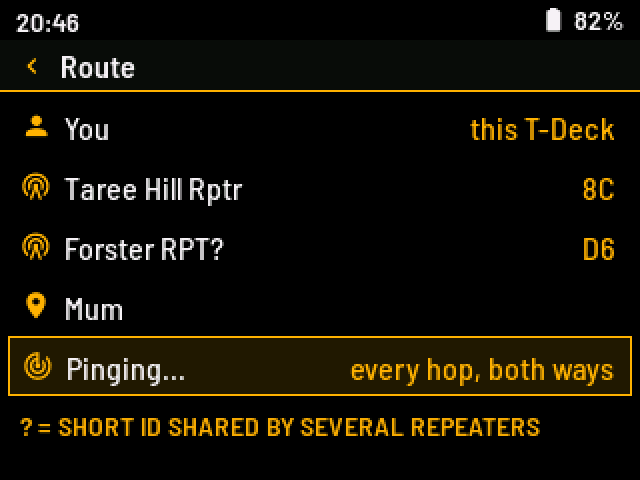 20:46 82%
Route
You this T-Deck
Taree Hill Rptr 8C
Forster RPT? D6
Mum
Pinging... every hop, both ways
? = SHORT ID SHARED BY SEVERAL REPEATERS